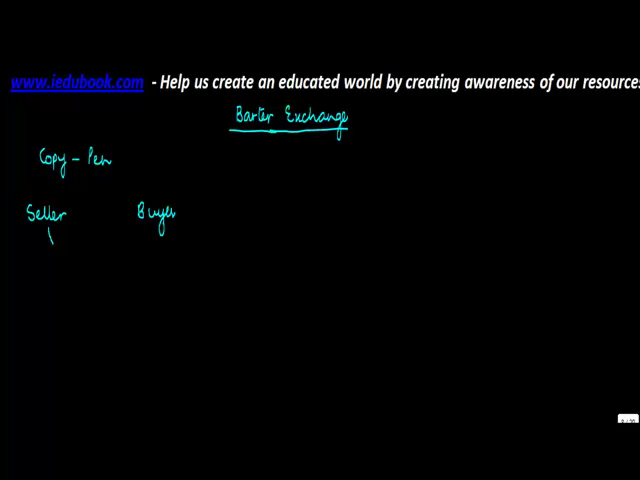 www.iedubook.com - Help us create an educated world by creating awareness of our resources
Barter Exchange
Copy - Pen
Seller Buyer